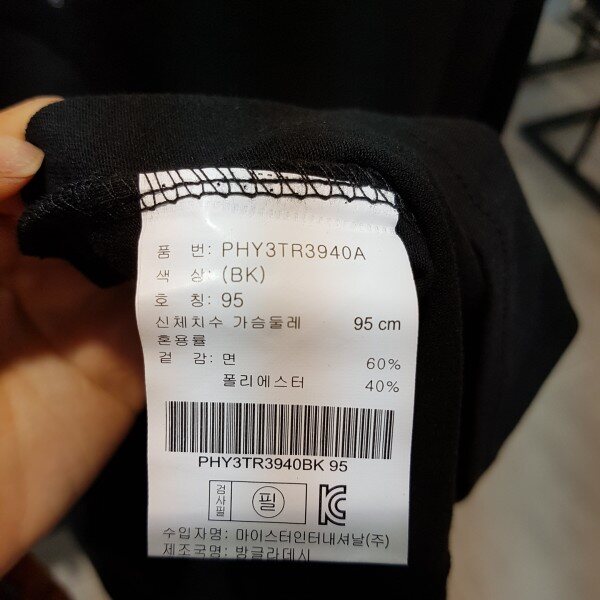 품 번: PHY3TR3940A
색 상: (BK)
호 칭: 95
신체치수 가슴둘레 95 cm
혼용률
겉 감: 면 60%
폴리에스터 40%
PHY3TR3940BK 95
검사필 필 KC
수입자명: 마이스터인터내셔날(주)
제조국명: 방글라데시